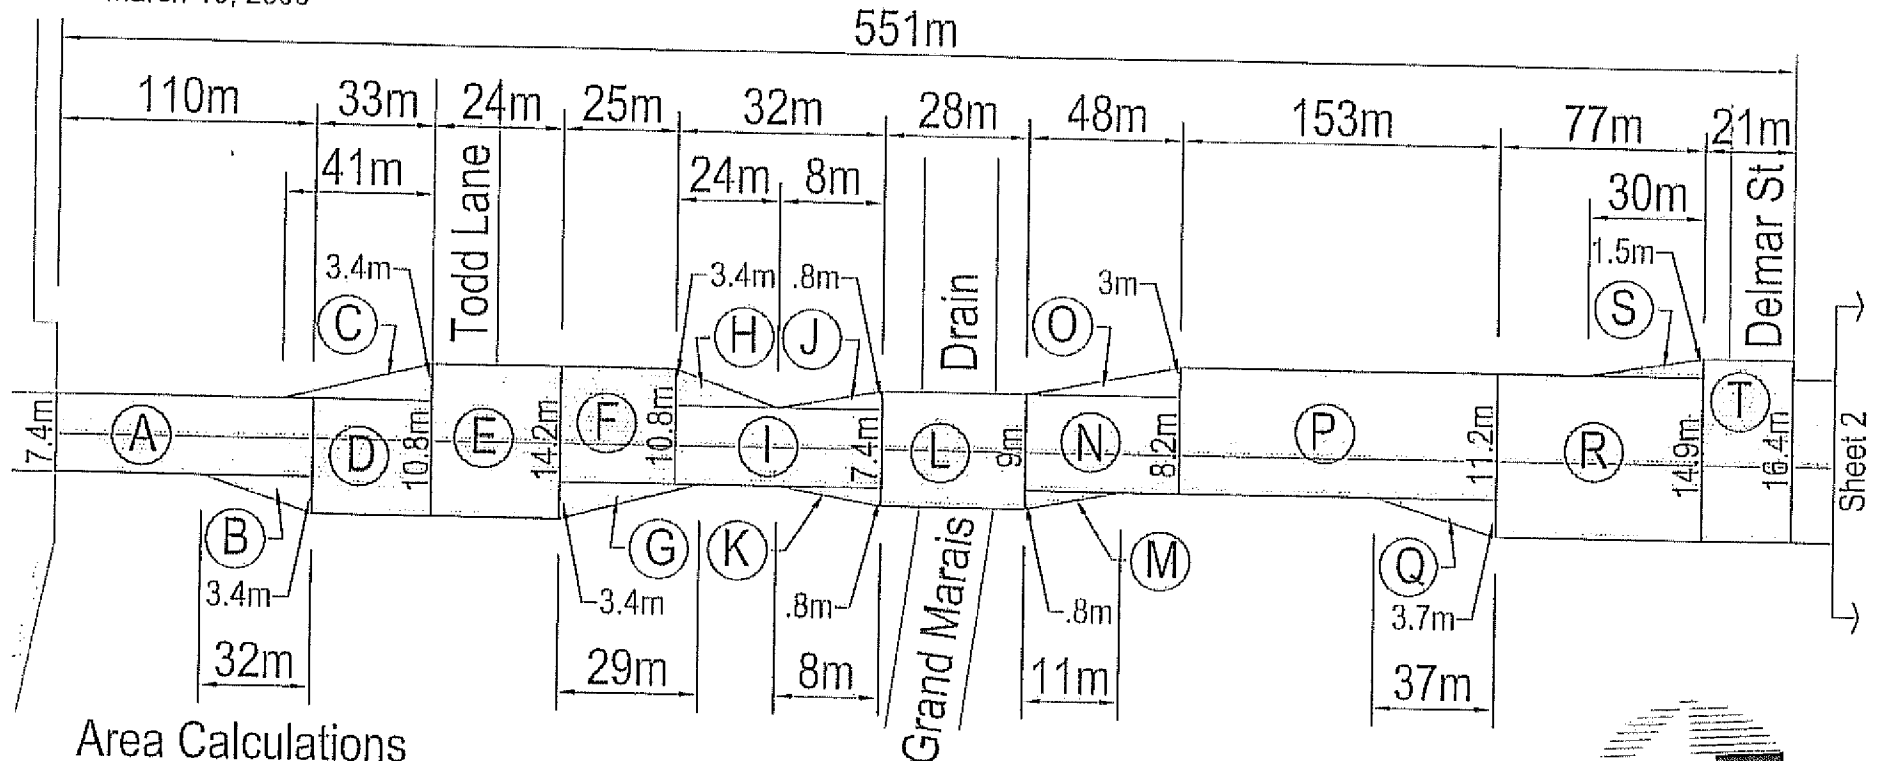 551m
110m 33m 24m 25m 32m 28m 48m 153m 77m 21m
41m 24m 8m 30m
Todd Lane
Drain
Delmar St
3.4m 3.4m .8m 3m 1.5m
C H J O S
7.4m A D 10.8m E 14.2m F 10.8m I 7.4m L 9m N 8.2m P 11.2m R 14.9m T 16.4m
Sheet 2
B G K M Q
3.4m 3.4m .8m .8m 3.7m
32m 29m 8m 11m 37m
Grand Marais
Area Calculations